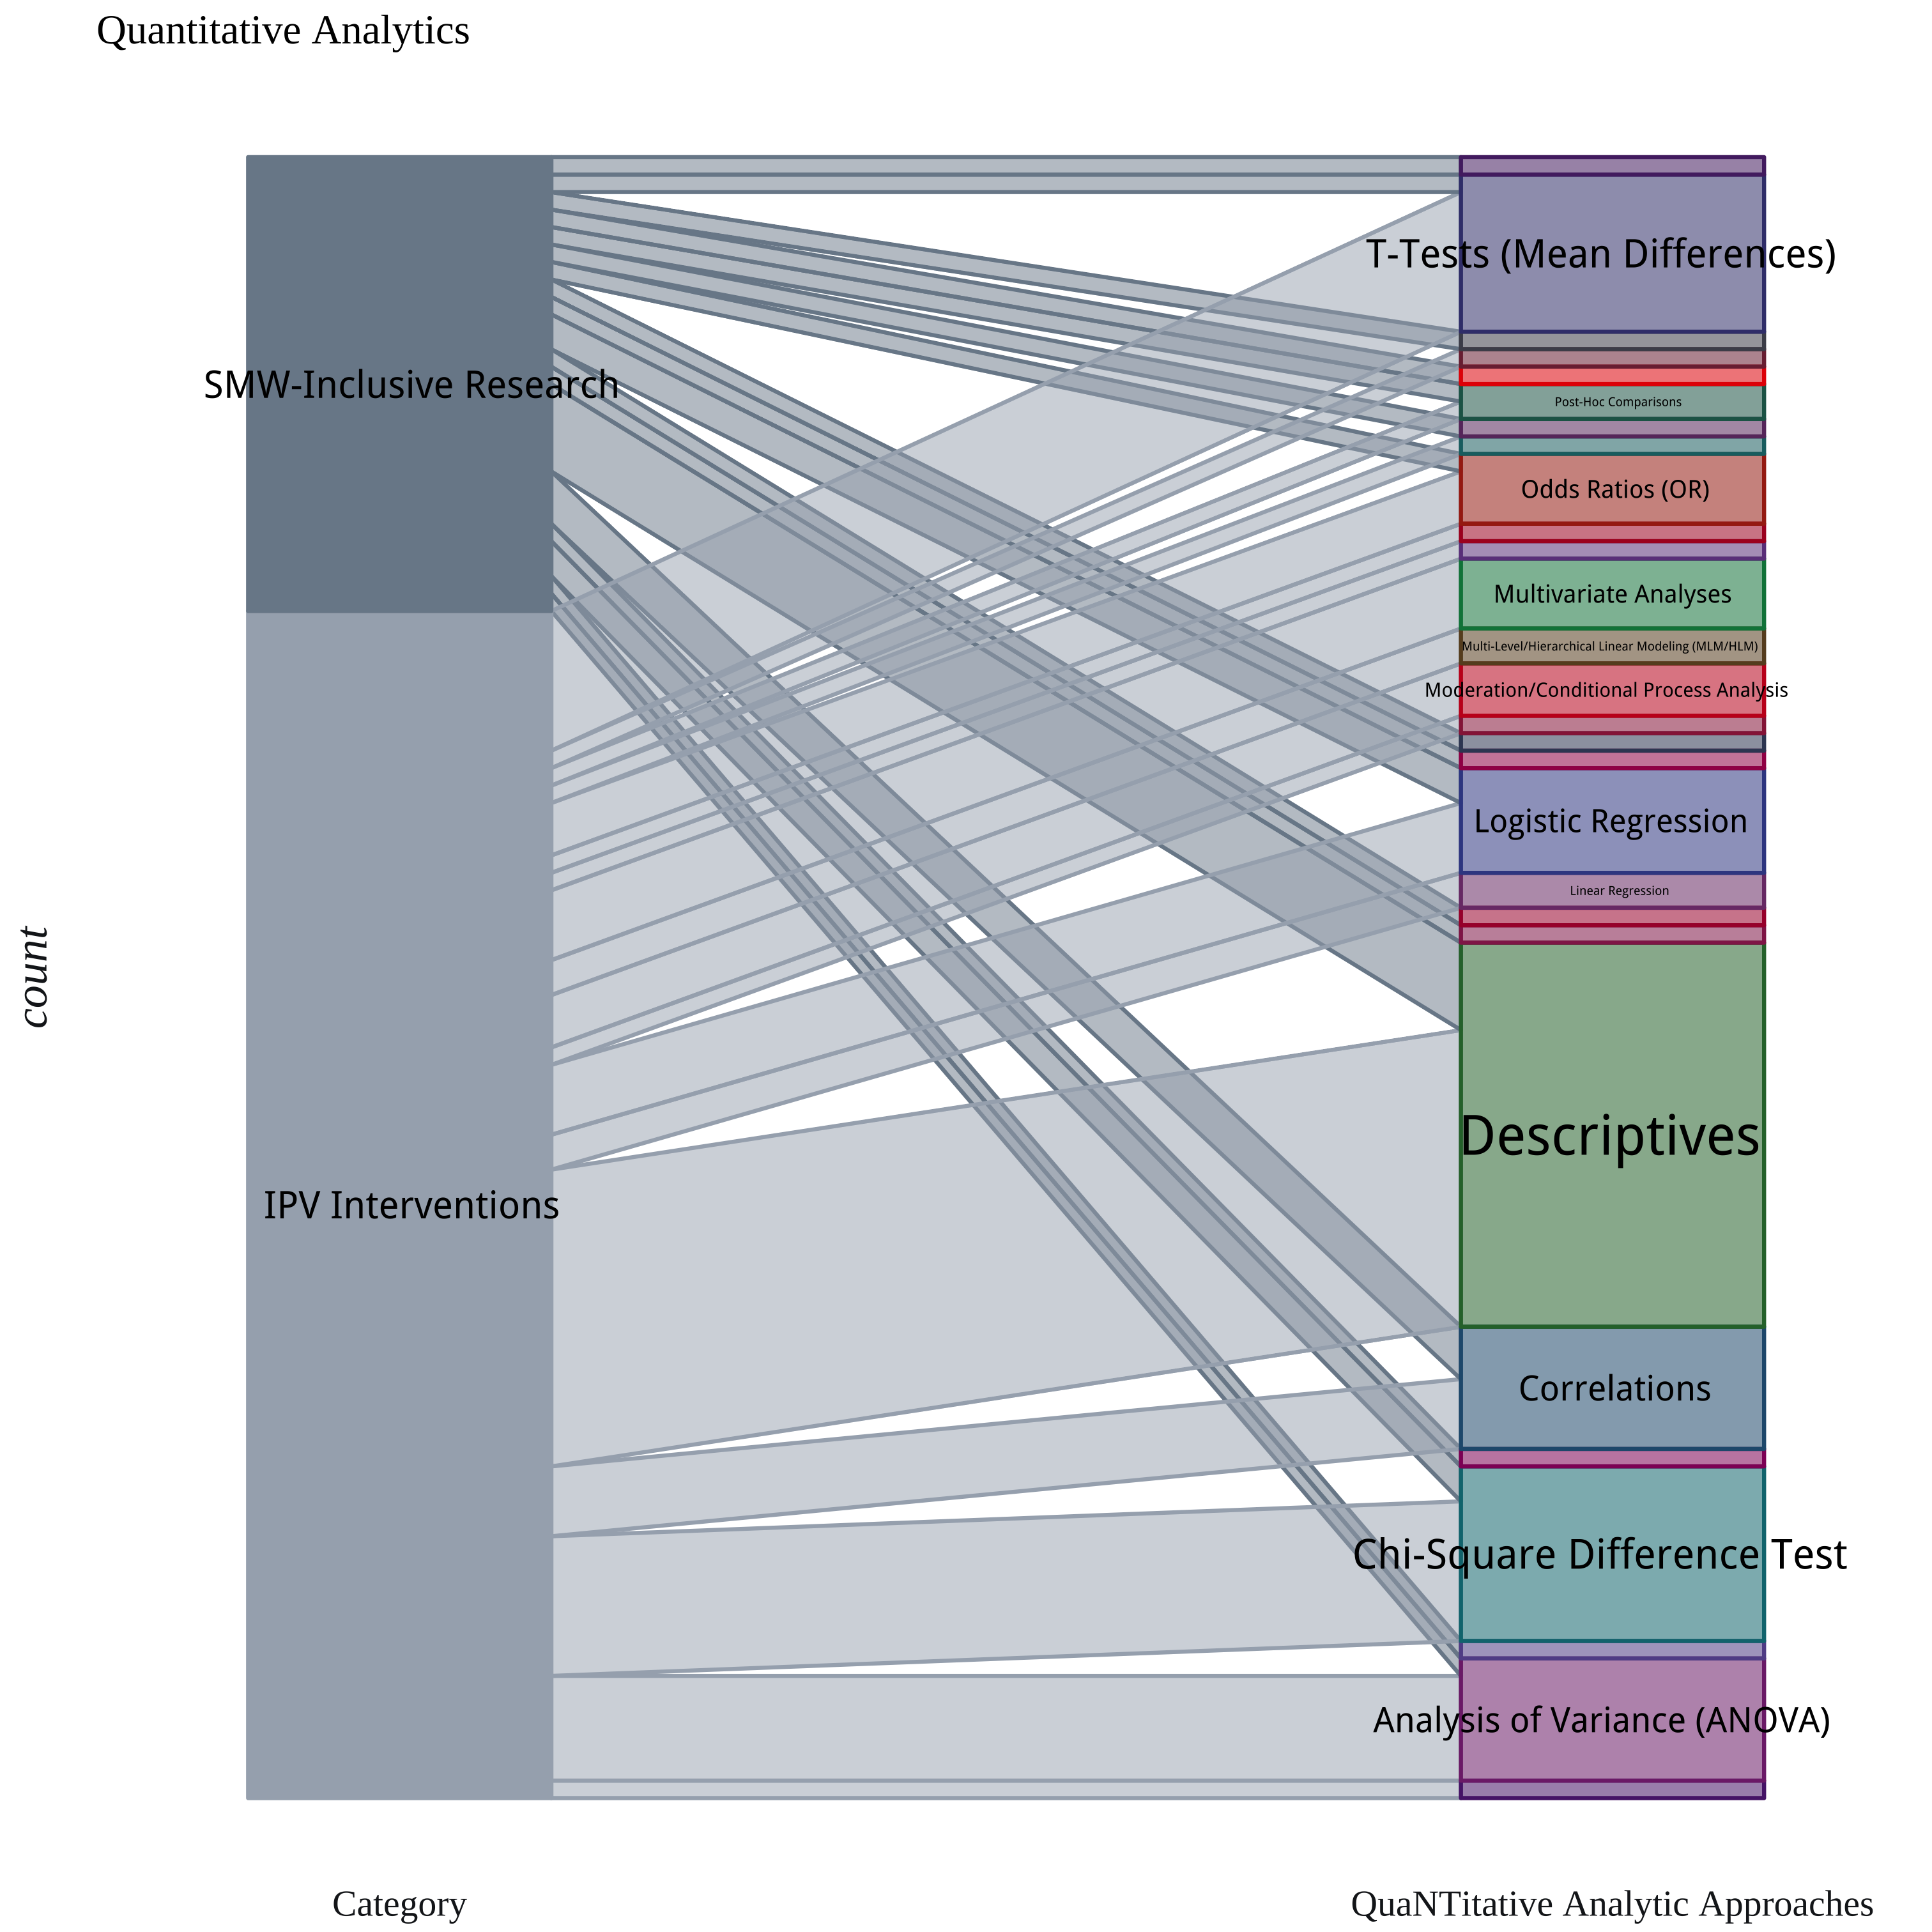 Quantitative Analytics
T-Tests (Mean Differences)
SMW-Inclusive Research
Post-Hoc Comparisons
Odds Ratios (OR)
Multivariate Analyses
Multi-Level/Hierarchical Linear Modeling (MLM/HLM)
Moderation/Conditional Process Analysis
Logistic Regression
Linear Regression
count
Descriptives
IPV Interventions
Correlations
Chi-Square Difference Test
Analysis of Variance (ANOVA)
Category
QuaNTitative Analytic Approaches